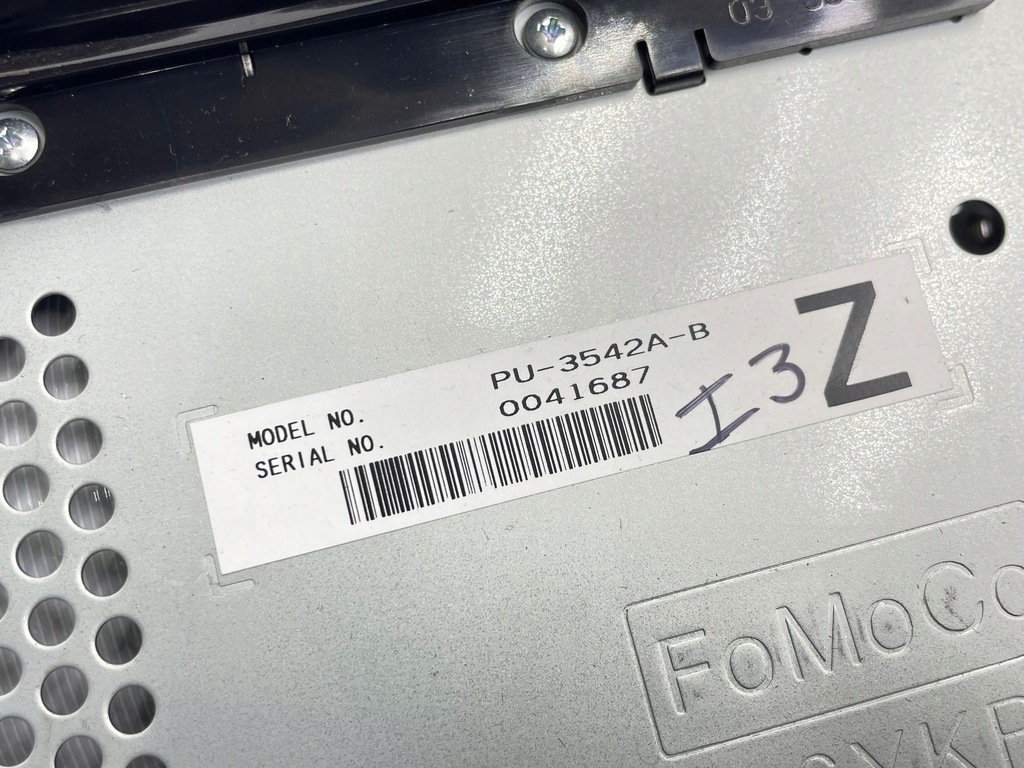 MODEL NO. PU-3542A-B
SERIAL NO. 0041687
I3
Z
FoMoCo